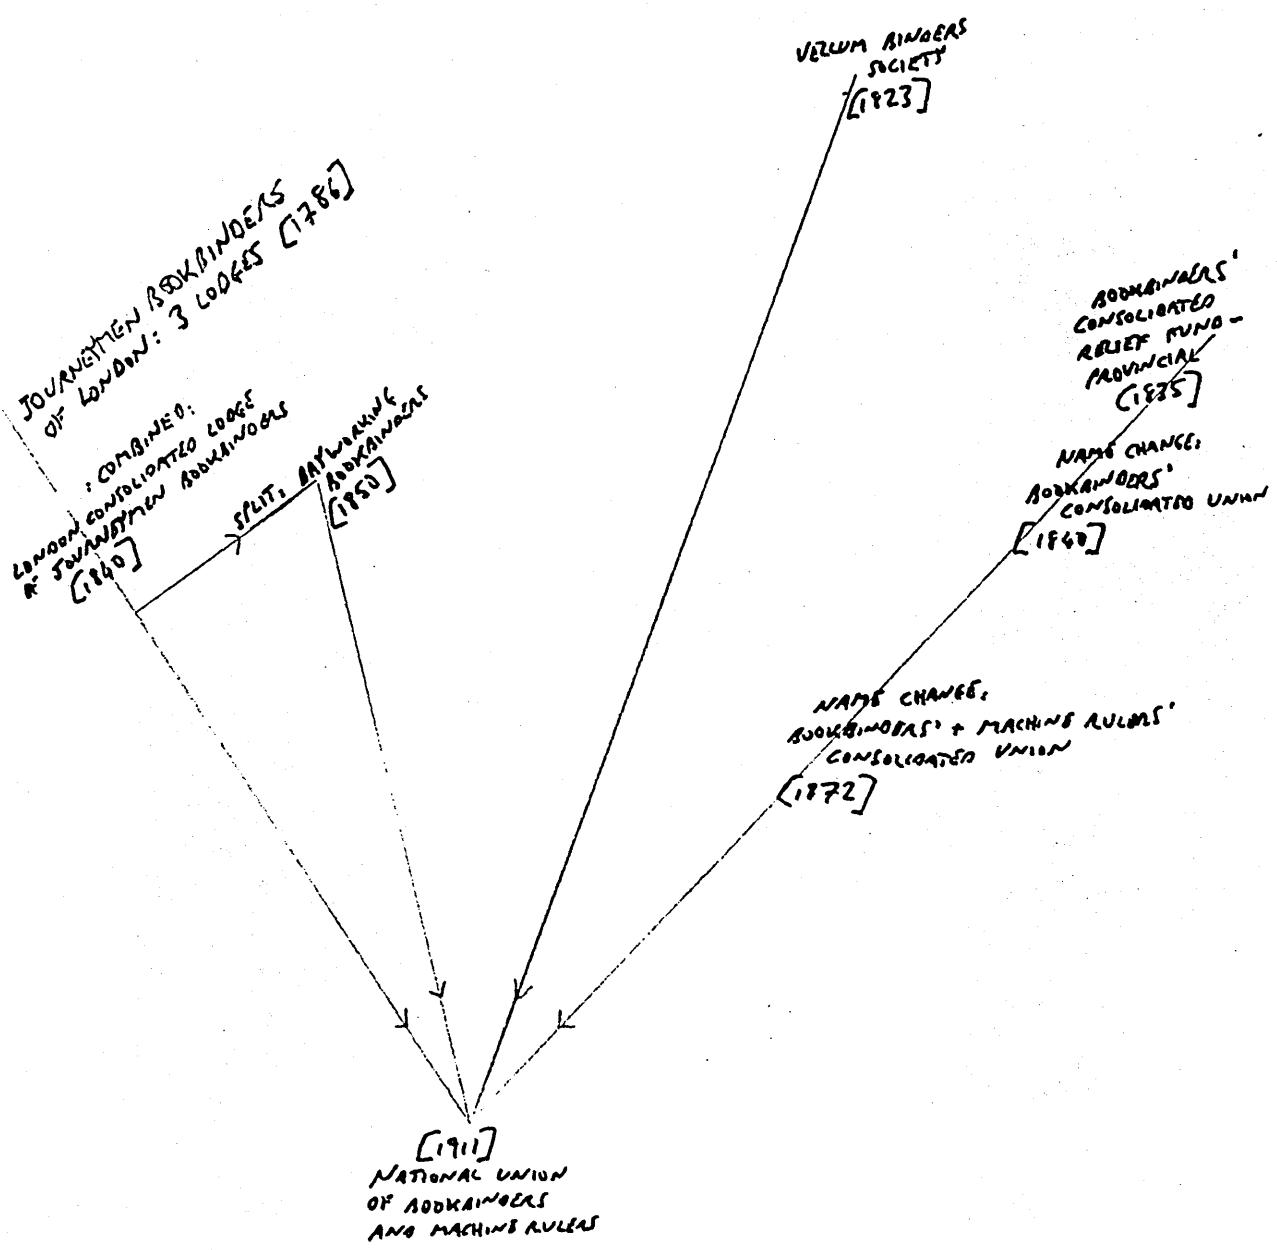 VELLUM BINDERS
SOCIETY
[1823]
JOURNEYMEN BOOKBINDERS
OF LONDON: 3 LODGES [1786]
: COMBINED:
LONDON CONSOLIDATED LODGE
OF JOURNEYMEN BOOKBINDERS
[1840]
SPLIT: DAYWORKING
BOOKBINDERS
[1850]
BOOKBINDERS'
CONSOLIDATED
RELIEF FUND -
PROVINCIAL
[1835]
NAME CHANGE:
BOOKBINDERS'
CONSOLIDATED UNION
[1840]
NAME CHANGE:
BOOKBINDERS' + MACHINE RULERS'
CONSOLIDATED UNION
[1872]
[1911]
NATIONAL UNION
OF BOOKBINDERS
AND MACHINE RULERS